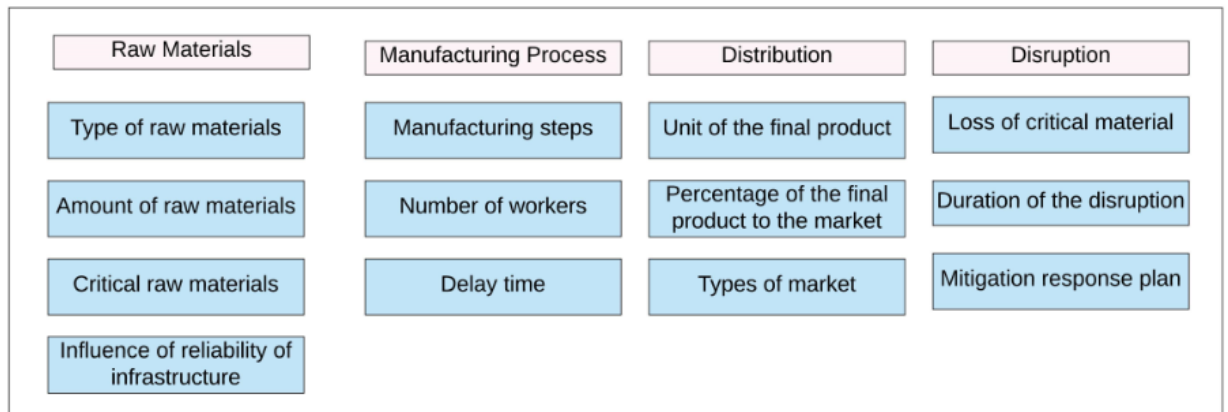 Raw Materials
Type of raw materials
Amount of raw materials
Critical raw materials
Influence of reliability of
infrastructure
Manufacturing Process
Manufacturing steps
Number of workers
Delay time
Distribution
Unit of the final product
Percentage of the final
product to the market
Types of market
Disruption
Loss of critical material
Duration of the disruption
Mitigation response plan